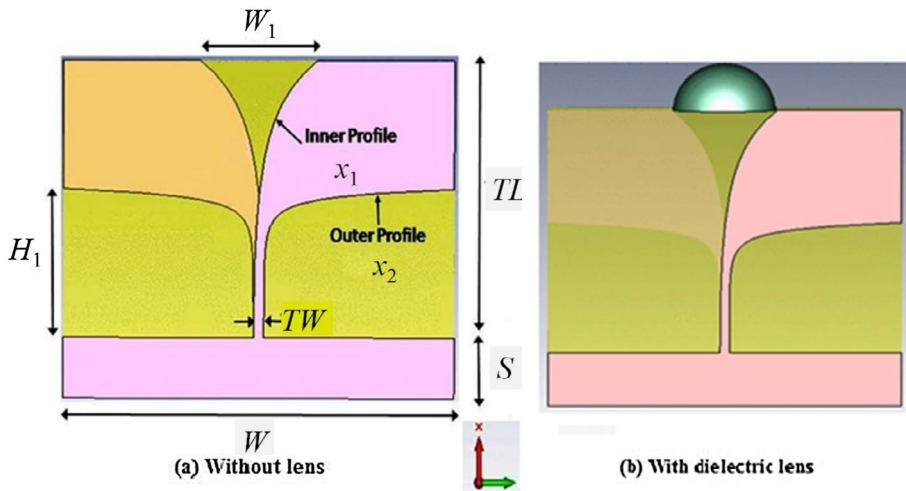 W₁
Inner Profile
x₁
TL
H₁
Outer Profile
x₂
TW
S
x
W
(a) Without lens
(b) With dielectric lens